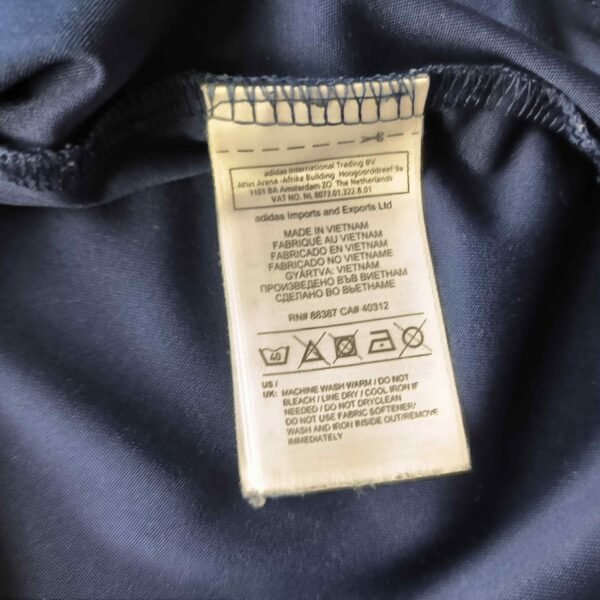 adidas International Trading BV
Atlas Arena -Afrika Building Hoogoorddreef 9a
1101 BA Amsterdam ZO The Netherlands
VAT NO. NL 8073.01.322.B.01
adidas Imports and Exports Ltd
MADE IN VIETNAM
FABRIQUÉ AU VIETNAM
FABRICADO EN VIETNAM
FABRICADO NO VIETNAME
GYÁRTVA: VIETNÁM
ПРОИЗВЕДЕНО ВЪВ ВИЕТНАМ
СДЕЛАНО ВО ВЬЕТНАМЕ
RN# 88387 CA# 40312
40
US /
UK: MACHINE WASH WARM / DO NOT
BLEACH / LINE DRY / COOL IRON IF
NEEDED / DO NOT DRYCLEAN
DO NOT USE FABRIC SOFTENER/
WASH AND IRON INSIDE OUT/REMOVE
IMMEDIATELY